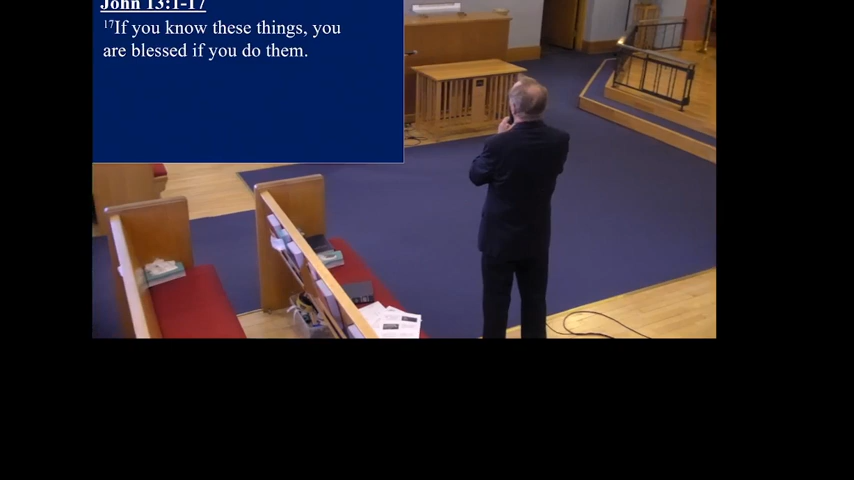 John 13:1-17
17If you know these things, you
are blessed if you do them.